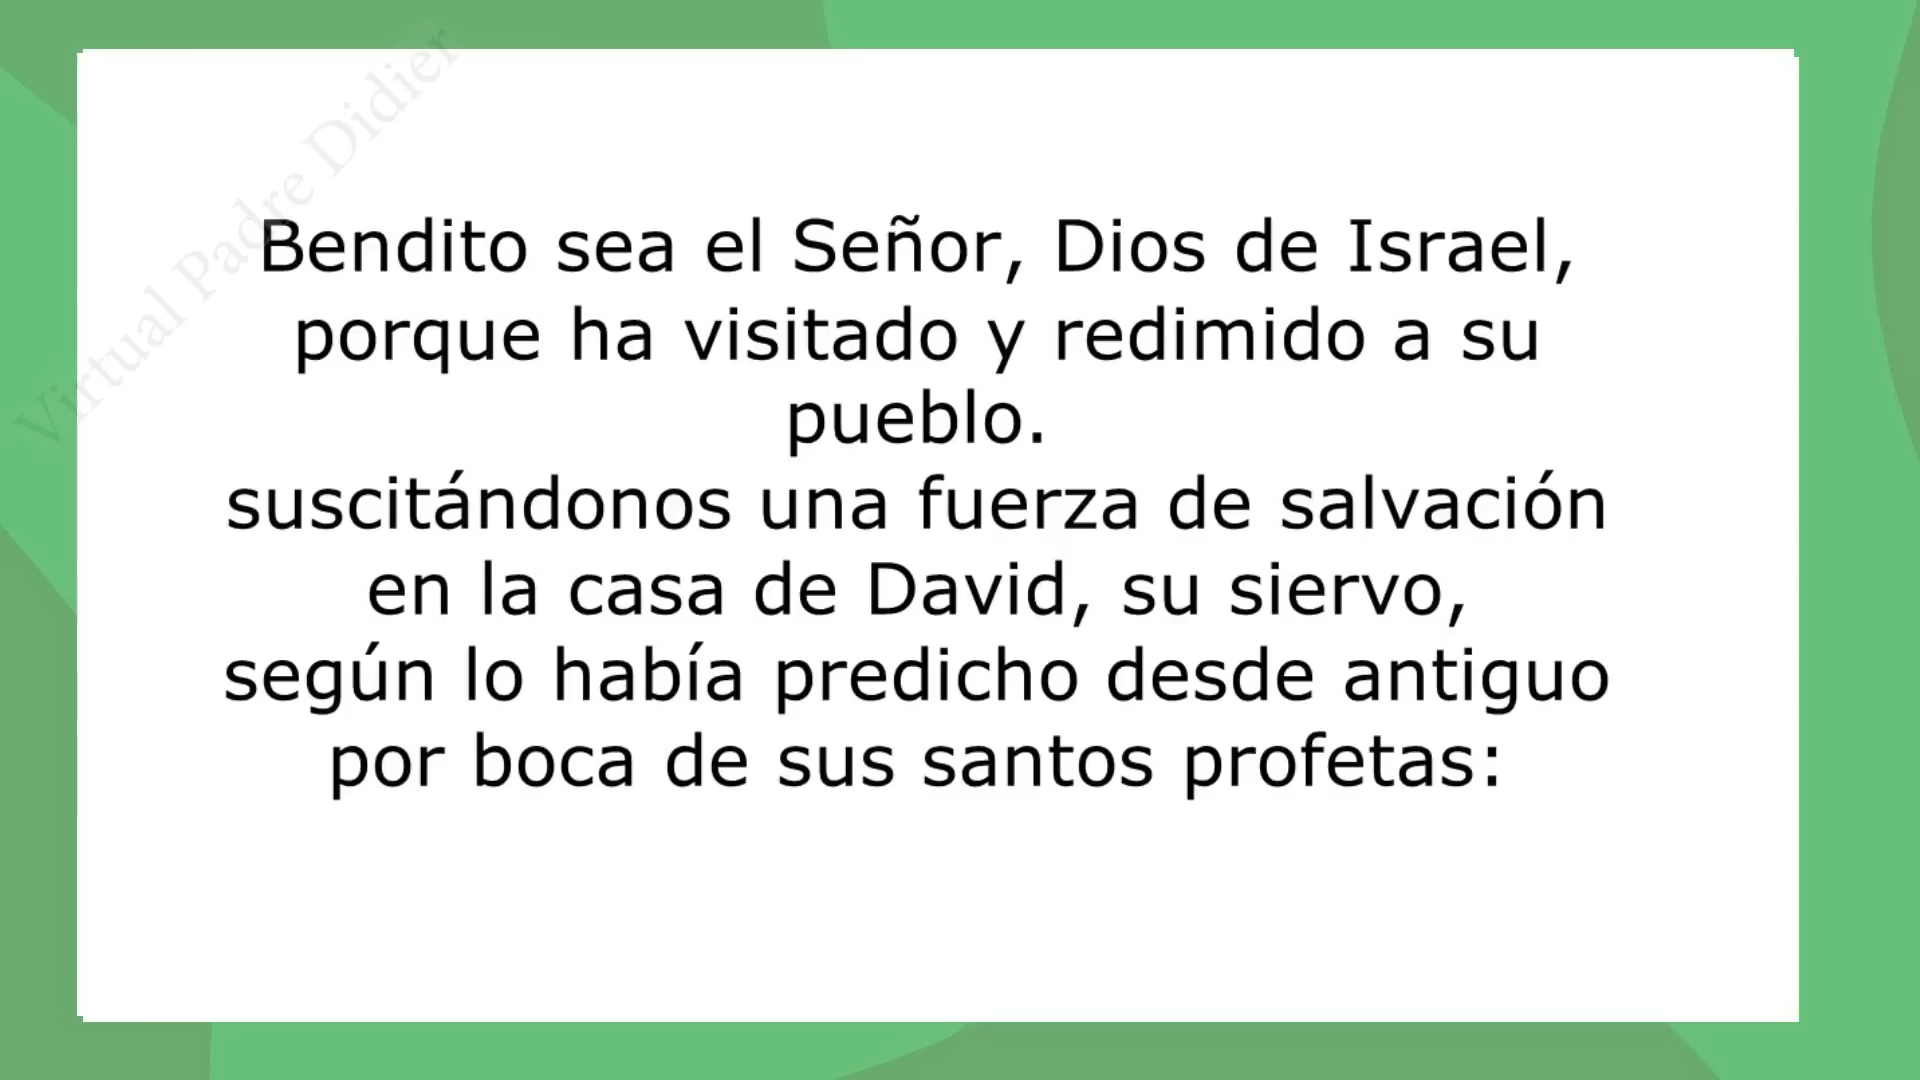 Virtual Padre Didier
Bendito sea el Señor, Dios de Israel,
porque ha visitado y redimido a su
pueblo.
suscitándonos una fuerza de salvación
en la casa de David, su siervo,
según lo había predicho desde antiguo
por boca de sus santos profetas: